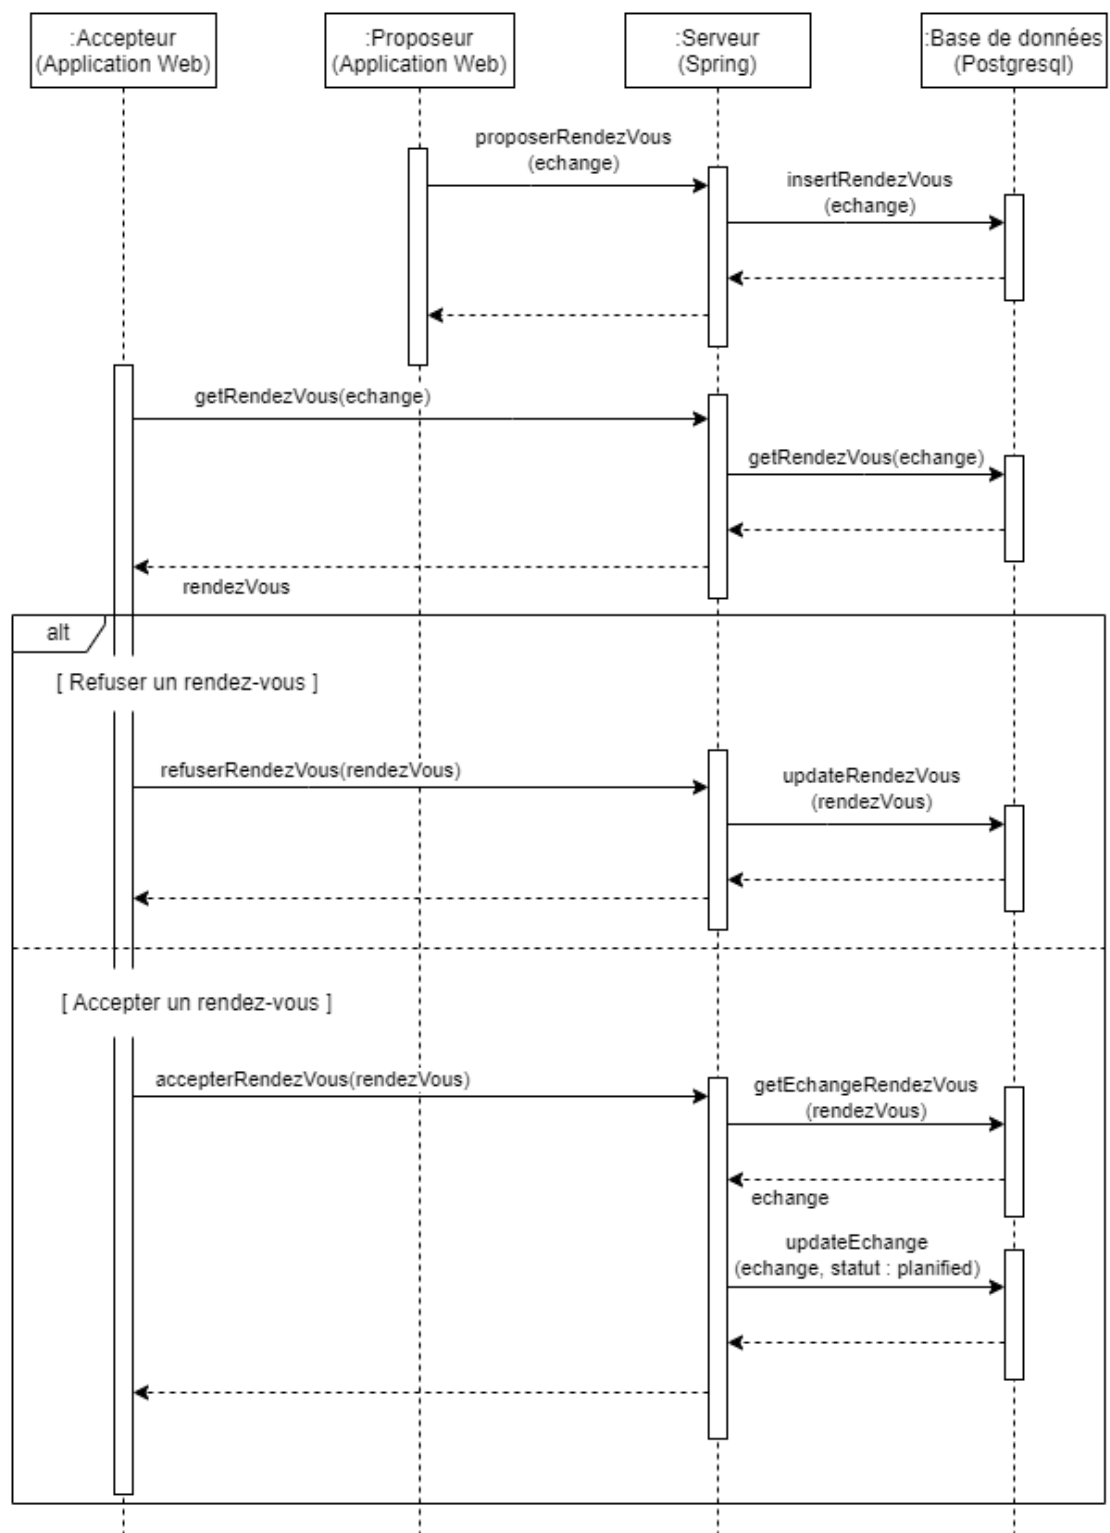 :Accepteur
(Application Web)
:Proposeur
(Application Web)
:Serveur
(Spring)
:Base de données
(Postgresql)
proposerRendezVous
(echange)
insertRendezVous
(echange)
getRendezVous(echange)
getRendezVous(echange)
rendezVous
alt
[ Refuser un rendez-vous ]
refuserRendezVous(rendezVous)
updateRendezVous
(rendezVous)
[ Accepter un rendez-vous ]
accepterRendezVous(rendezVous)
getEchangeRendezVous
(rendezVous)
echange
updateEchange
(echange, statut : planified)